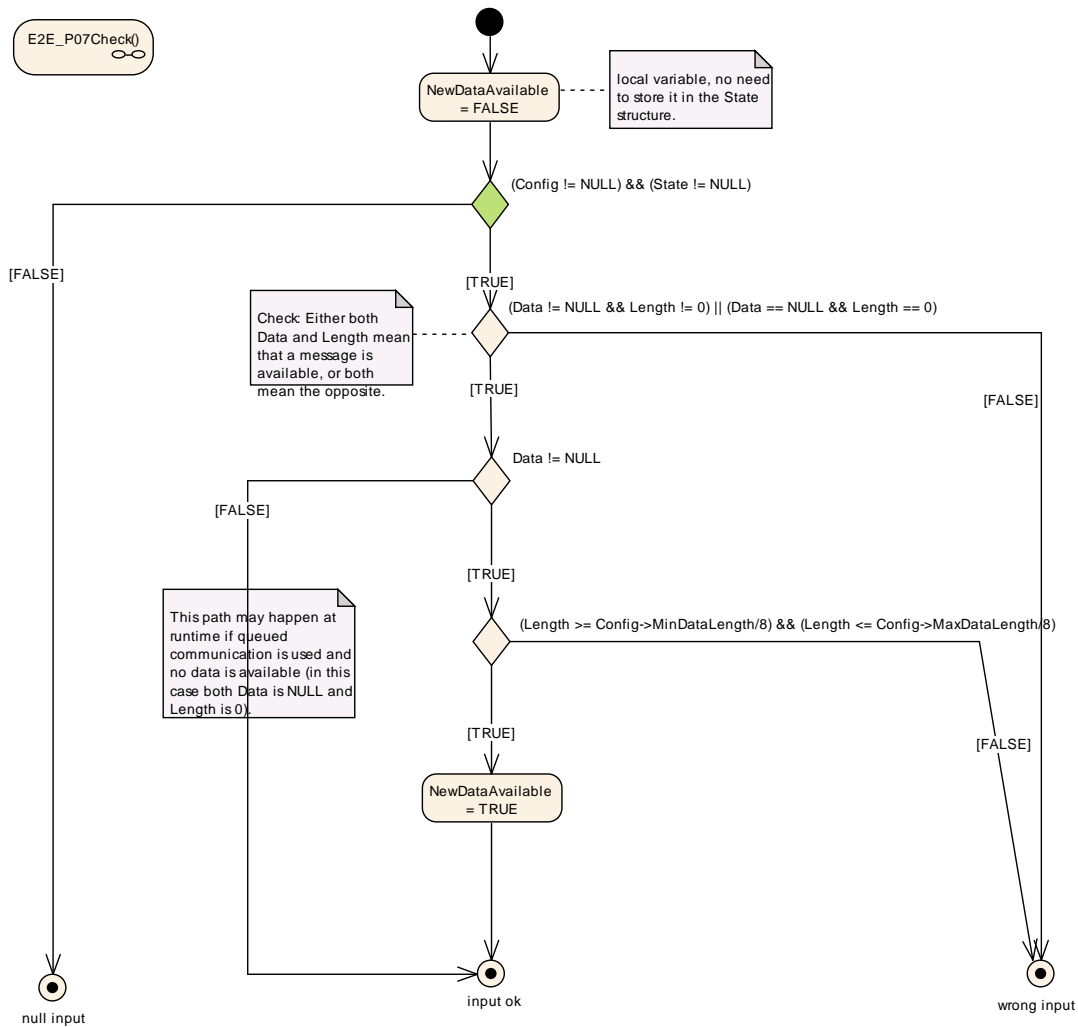 E2E_P07Check()
NewDataAvailable
= FALSE
local variable, no need
to store it in the State
structure.
(Config != NULL) && (State != NULL)
[FALSE]
[TRUE]
(Data != NULL && Length != 0) || (Data == NULL && Length == 0)
Check: Either both
Data and Length mean
that a message is
available, or both
mean the opposite.
[TRUE]
[FALSE]
Data != NULL
[FALSE]
[TRUE]
This path may happen at
runtime if queued
communication is used and
no data is available (in this
case both Data is NULL and
Length is 0).
(Length >= Config->MinDataLength/8) && (Length <= Config->MaxDataLength/8)
[TRUE]
[FALSE]
NewDataAvailable
= TRUE
null input
input ok
wrong input